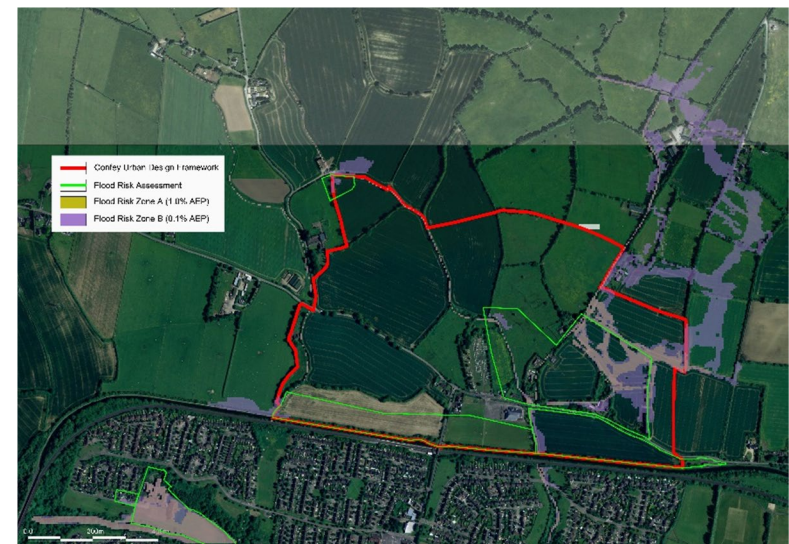 Confey Urban Design Framework
Flood Risk Assessment
Flood Risk Zone A (1.0% AEP)
Flood Risk Zone B (0.1% AEP)
200m